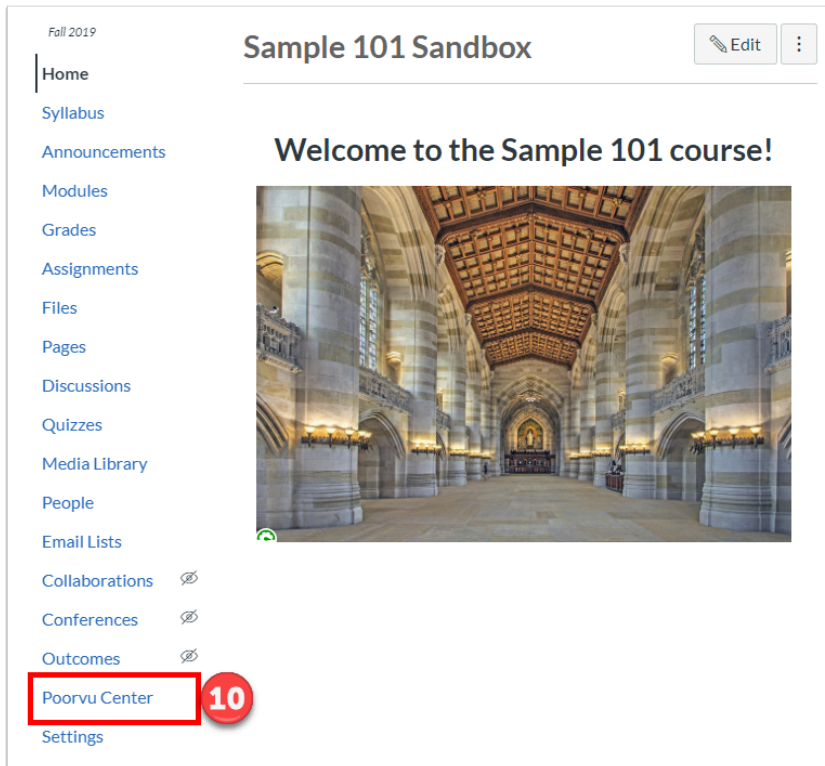 Fall 2019
Home
Syllabus
Announcements
Modules
Grades
Assignments
Files
Pages
Discussions
Quizzes
Media Library
People
Email Lists
Collaborations
Conferences
Outcomes
Poorvu Center
10
Settings
Sample 101 Sandbox
Edit
Welcome to the Sample 101 course!